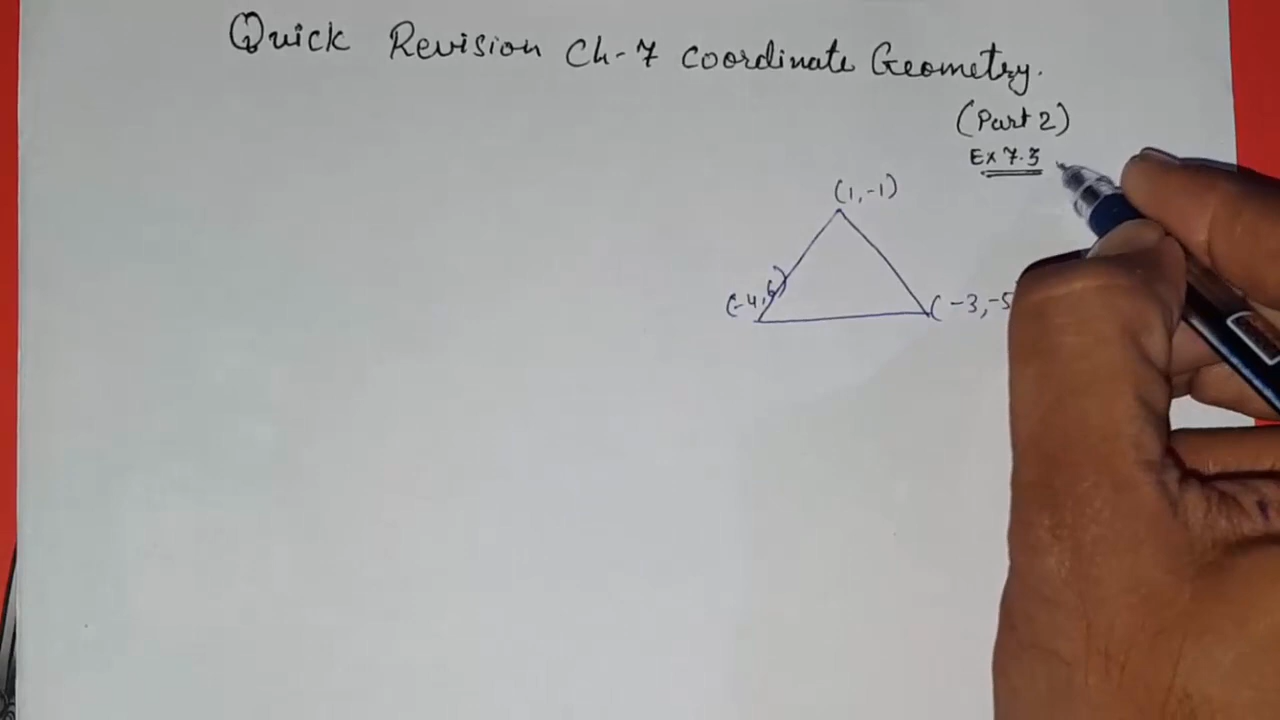 Quick Revision Ch-7 Coordinate Geometry.
(Part 2)
Ex 7.3
(1,-1)
(-4,6)
(-3,-5